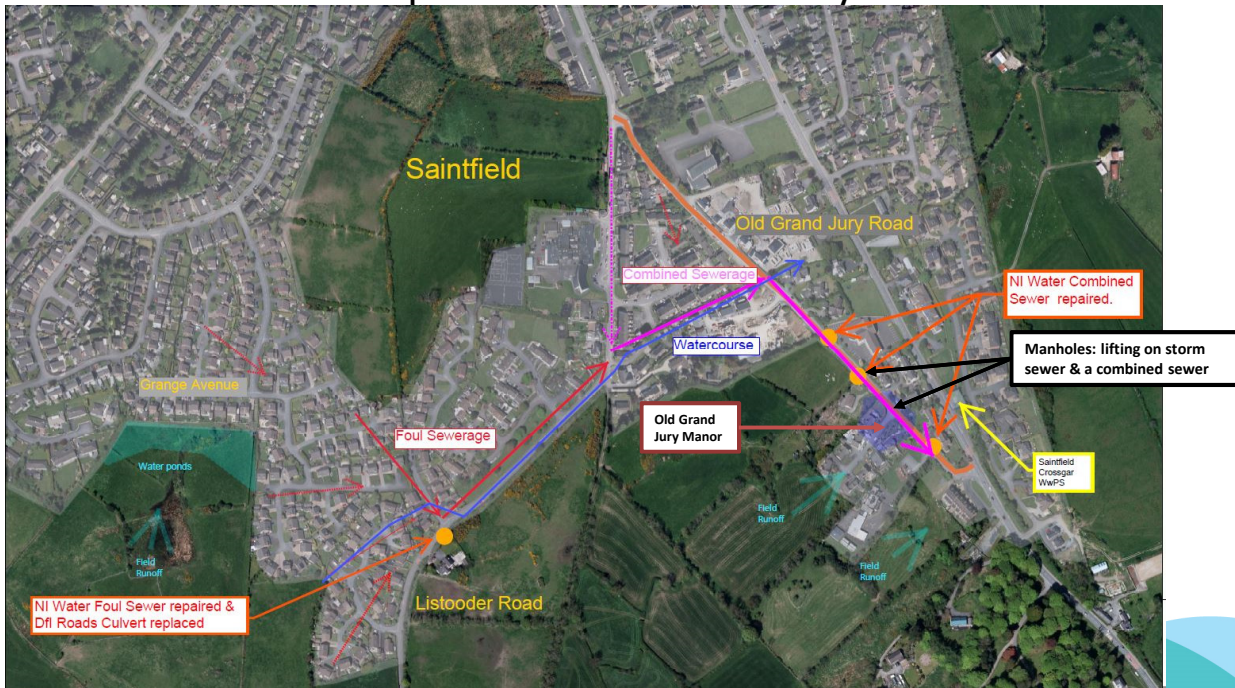 Saintfield
Old Grand Jury Road
Combined Sewerage
NI Water Combined
Sewer repaired.
Watercourse
Manholes: lifting on storm
sewer & a combined sewer
Grange Avenue
Old Grand
Jury Manor
Foul Sewerage
Saintfield
Crossgar
WwPS
Water ponds
Field
Runoff
Field
Runoff
Field
Runoff
NI Water Foul Sewer repaired &
DfI Roads Culvert replaced
Listooder Road